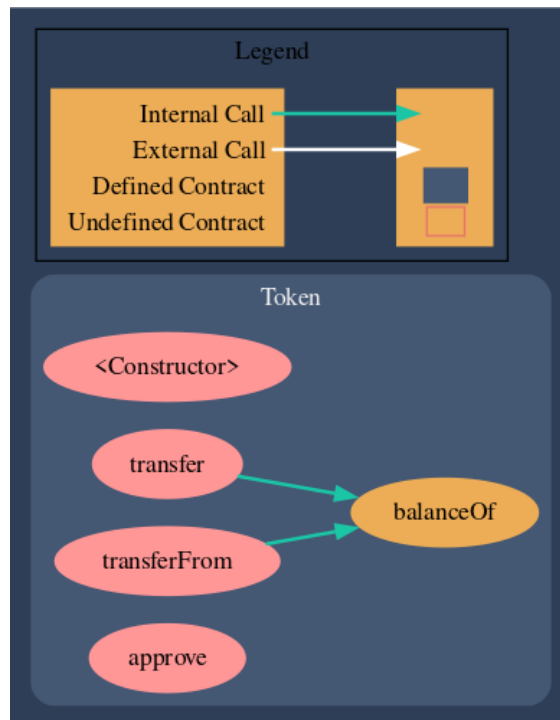 Legend
Internal Call
External Call
Defined Contract
Undefined Contract
Token
<Constructor>
transfer
balanceOf
transferFrom
approve